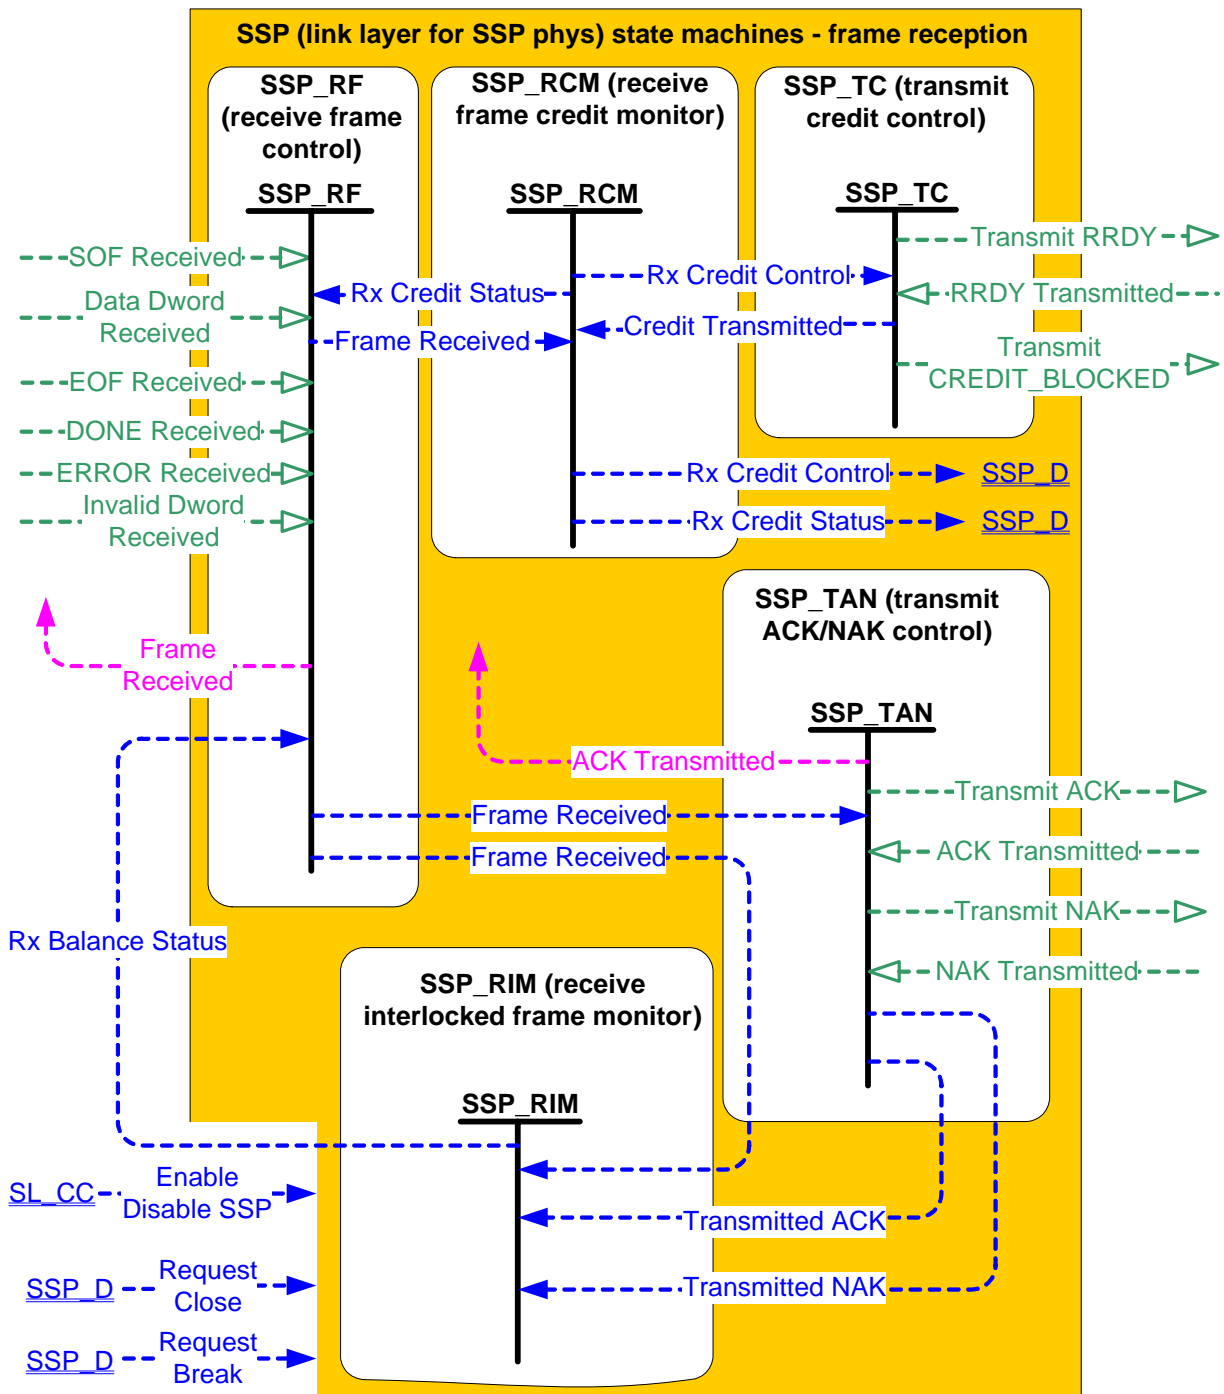 SSP (link layer for SSP phys) state machines - frame reception
SSP_RF
(receive frame
control)
SSP_RF
SSP_RCM (receive
frame credit monitor)
SSP_RCM
SSP_TC (transmit
credit control)
SSP_TC
SOF Received
Data Dword
Received
EOF Received
DONE Received
ERROR Received
Invalid Dword
Received
Rx Credit Status
Frame Received
Rx Credit Control
Credit Transmitted
Transmit RRDY
RRDY Transmitted
Transmit
CREDIT_BLOCKED
Rx Credit Control
SSP_D
Rx Credit Status
SSP_D
Frame
Received
SSP_TAN (transmit
ACK/NAK control)
SSP_TAN
ACK Transmitted
Transmit ACK
Frame Received
ACK Transmitted
Frame Received
Transmit NAK
NAK Transmitted
Rx Balance Status
SSP_RIM (receive
interlocked frame monitor)
SSP_RIM
SL_CC
Enable
Disable SSP
Transmitted ACK
SSP_D
Request
Close
Transmitted NAK
SSP_D
Request
Break